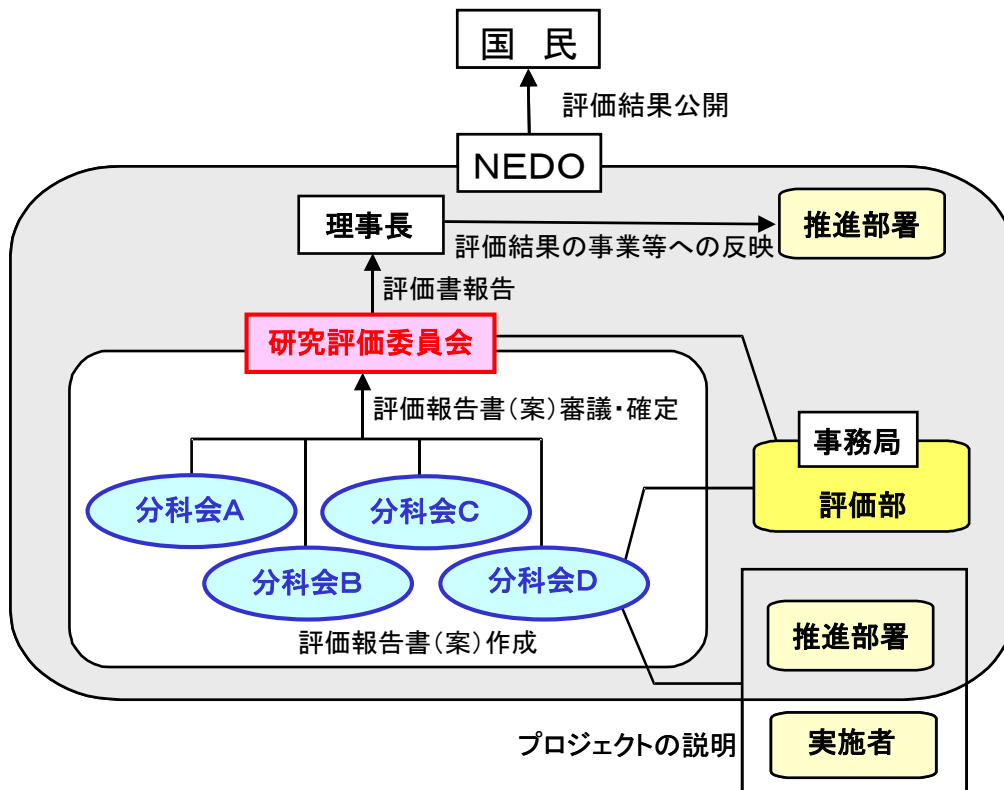 国 民
評価結果公開
NEDO
理事長
推進部署
評価結果の事業等への反映
評価書報告
研究評価委員会
評価報告書(案)審議・確定
事務局
評価部
分科会A
分科会C
分科会B
分科会D
評価報告書(案)作成
推進部署
プロジェクトの説明
実施者